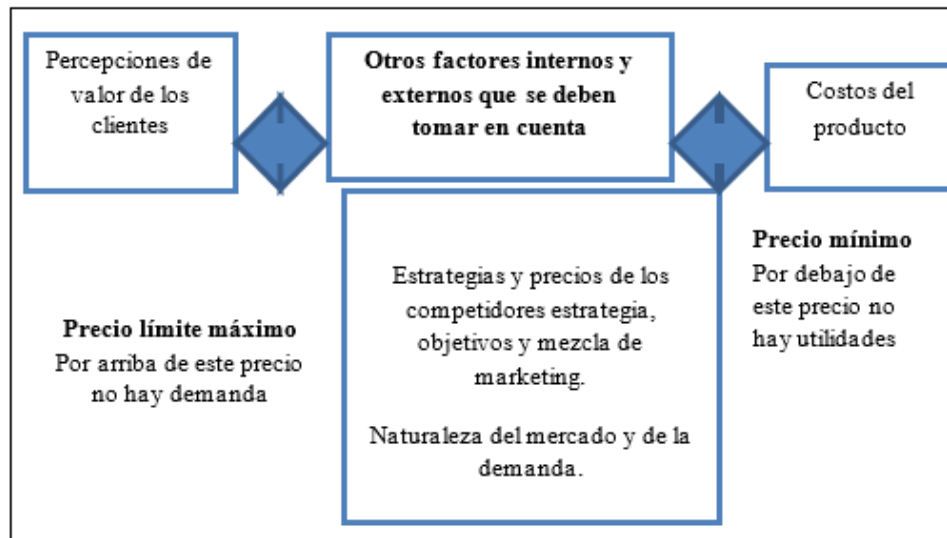 Percepciones de
valor de los
clientes
Otros factores internos y
externos que se deben
tomar en cuenta
Costos del
producto
Precio límite máximo
Por arriba de este precio
no hay demanda
Estrategias y precios de los
competidores estrategia,
objetivos y mezcla de
marketing.
Naturaleza del mercado y de la
demanda.
Precio mínimo
Por debajo de
este precio no
hay utilidades